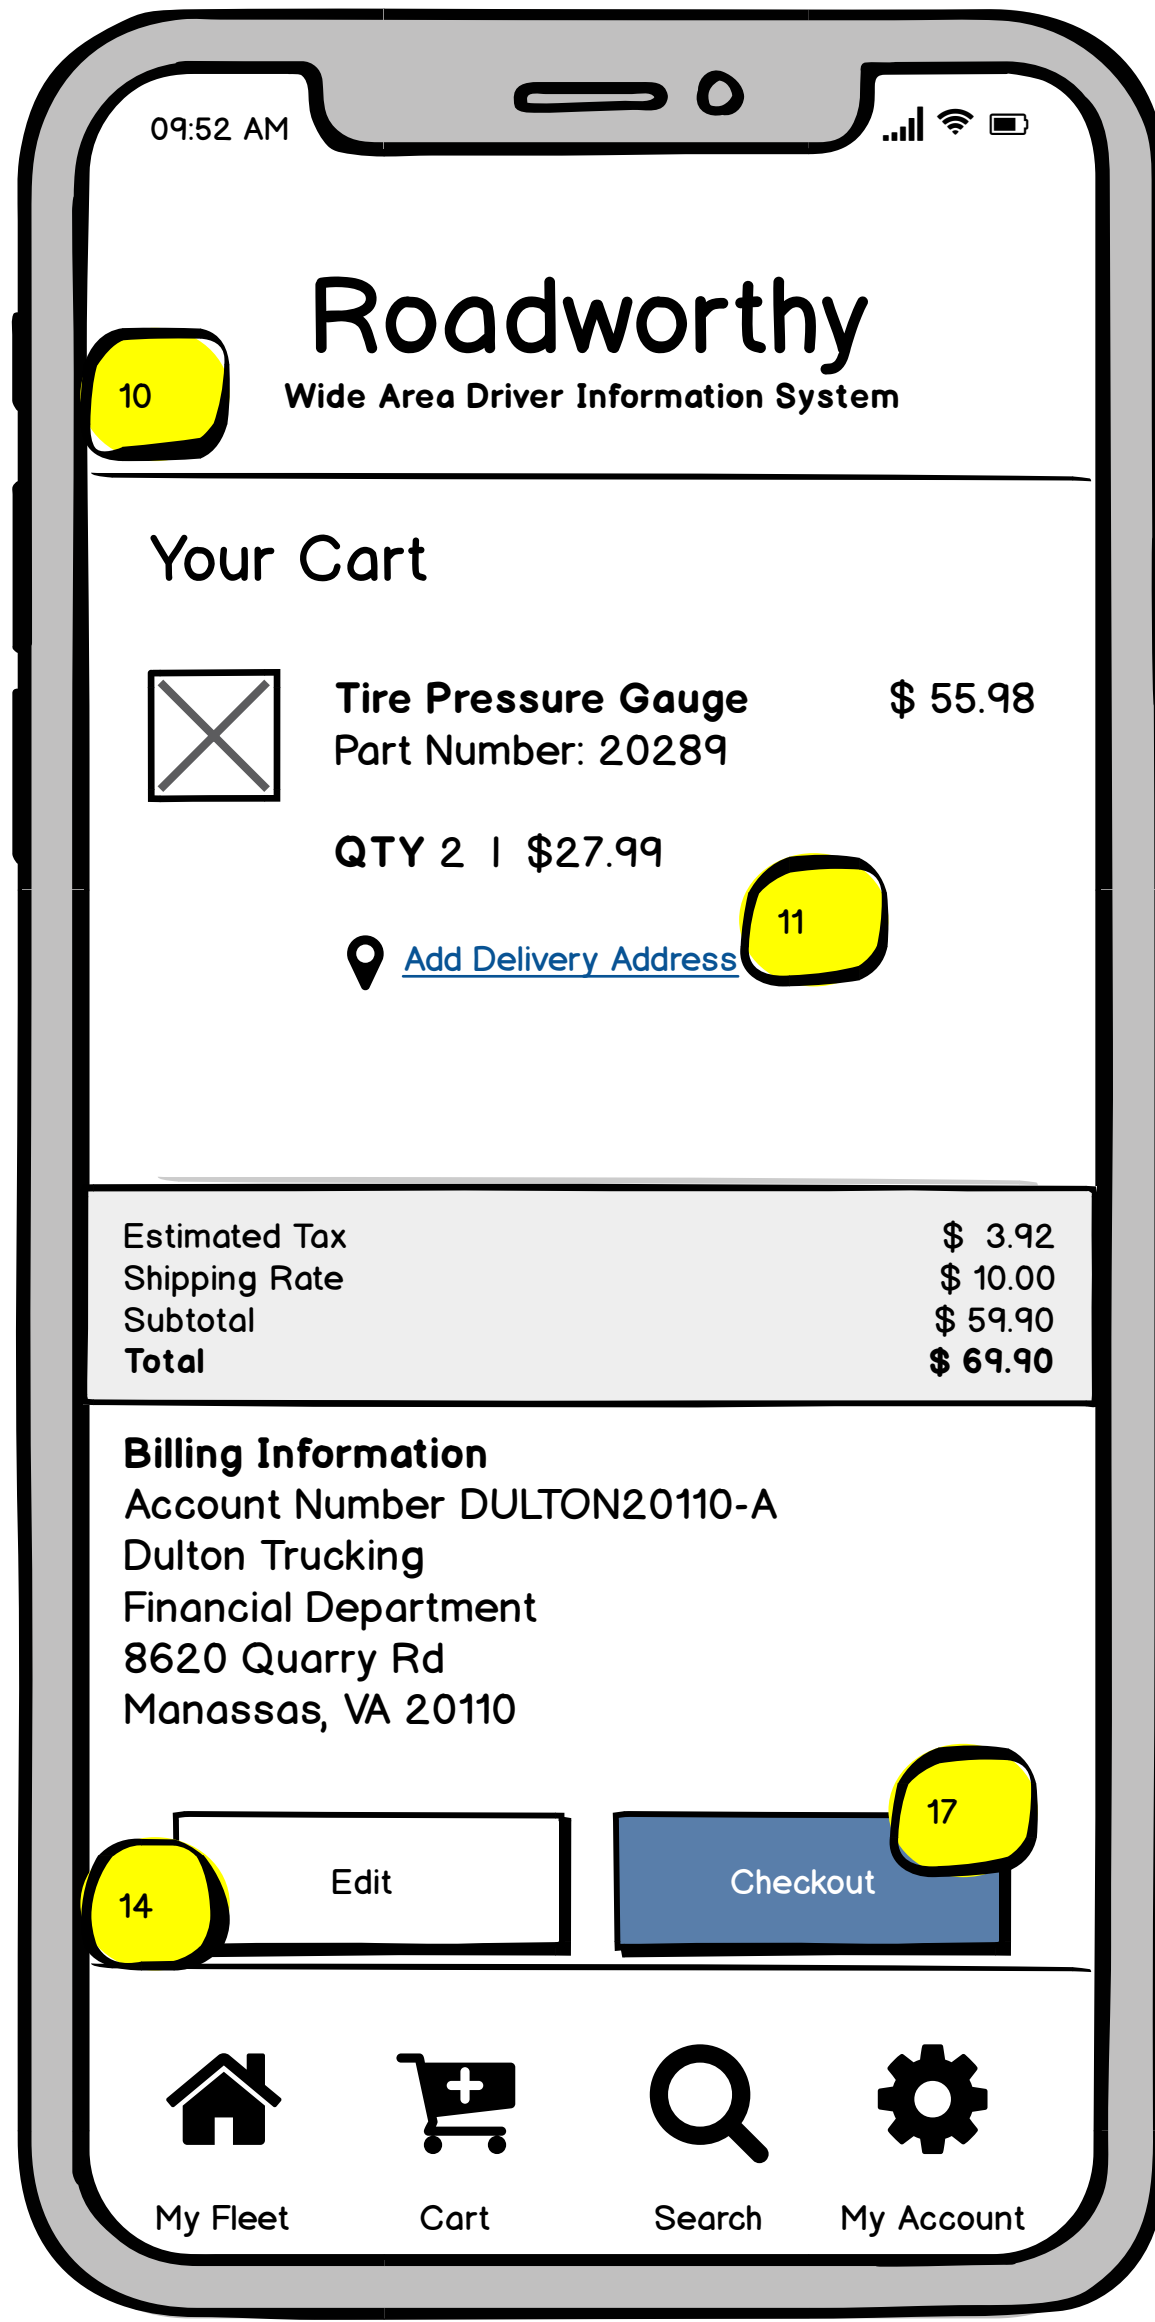 09:52 AM
Roadworthy
10
Wide Area Driver Information System
Your Cart
Tire Pressure Gauge $ 55.98
Part Number: 20289
QTY 2 | $27.99
11
Add Delivery Address
Estimated Tax $ 3.92
Shipping Rate $ 10.00
Subtotal $ 59.90
Total $ 69.90
Billing Information
Account Number DULTON20110-A
Dulton Trucking
Financial Department
8620 Quarry Rd
Manassas, VA 20110
17
Edit Checkout
14
My Fleet Cart Search My Account